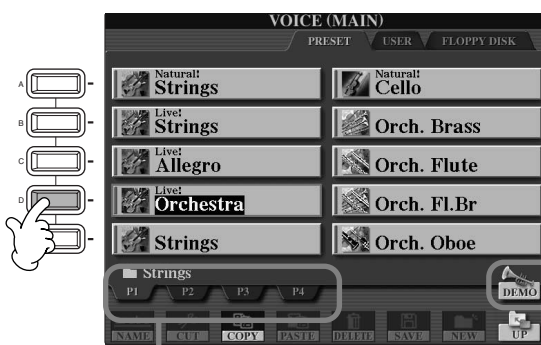 VOICE (MAIN)
PRESET USER FLOPPY DISK
A
Natural!
Strings
Natural!
Cello
B
Live!
Strings
Orch. Brass
C
Live!
Allegro
Orch. Flute
D
Live!
Orchestra
Orch. Fl.Br
Strings
Orch. Oboe
Strings
P1 P2 P3 P4
DEMO
NAME CUT COPY PASTE DELETE SAVE NEW UP